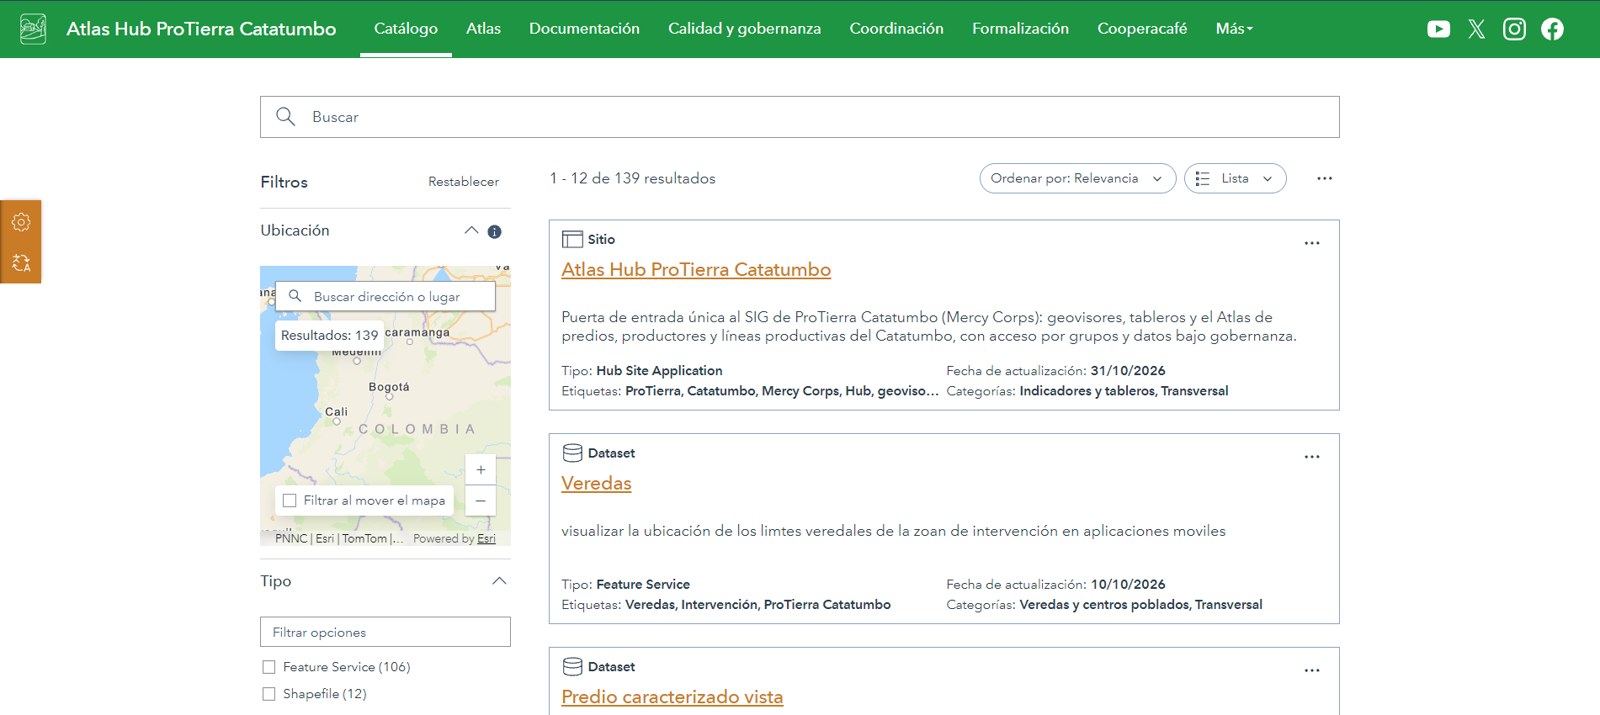 Atlas Hub ProTierra Catatumbo
Catálogo
Atlas
Documentación
Calidad y gobernanza
Coordinación
Formalización
Cooperacafé
Más
Buscar
Filtros
Restablecer
1 - 12 de 139 resultados
Ordenar por: Relevancia
Lista
Ubicación
Buscar dirección o lugar
Resultados: 139
caramanga
Medellín
Bogotá
Cali
COLOMBIA
+
Filtrar al mover el mapa
−
PNNC | Esri | TomTom |... Powered by Esri
Tipo
Filtrar opciones
Feature Service (106)
Shapefile (12)
Sitio
Atlas Hub ProTierra Catatumbo
Puerta de entrada única al SIG de ProTierra Catatumbo (Mercy Corps): geovisores, tableros y el Atlas de
predios, productores y líneas productivas del Catatumbo, con acceso por grupos y datos bajo gobernanza.
Tipo: Hub Site Application
Fecha de actualización: 31/10/2026
Etiquetas: ProTierra, Catatumbo, Mercy Corps, Hub, geoviso...
Categorías: Indicadores y tableros, Transversal
Dataset
Veredas
visualizar la ubicación de los limtes veredales de la zoan de intervención en aplicaciones moviles
Tipo: Feature Service
Fecha de actualización: 10/10/2026
Etiquetas: Veredas, Intervención, ProTierra Catatumbo
Categorías: Veredas y centros poblados, Transversal
Dataset
Predio caracterizado vista